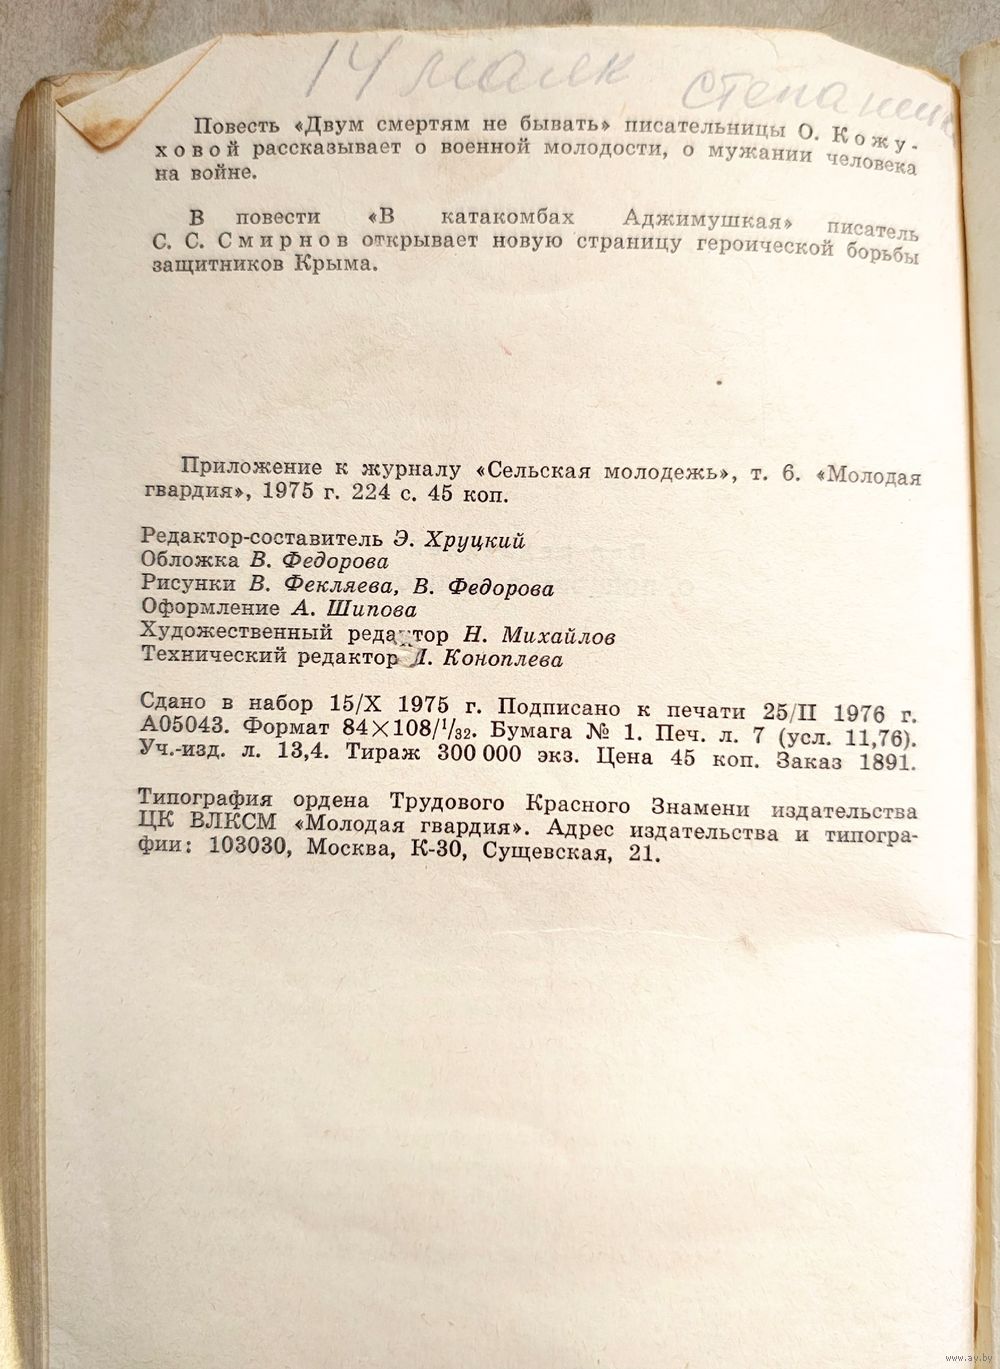 14 маяк
Повесть «Двум смертям не бывать» писательницы О. Кожу-
ховой рассказывает о военной молодости, о мужании человека
на войне.
В повести «В катакомбах Аджимушкая» писатель
С. С. Смирнов открывает новую страницу героической борьбы
защитников Крыма.
Приложение к журналу «Сельская молодежь», т. 6. «Молодая
гвардия», 1975 г. 224 с. 45 коп.
Редактор-составитель Э. Хруцкий
Обложка В. Федорова
Рисунки В. Фекляева, В. Федорова
Оформление А. Шипова
Художественный редактор Н. Михайлов
Технический редактор Коноплева
Сдано в набор 15/X 1975 г. Подписано к печати 25/II 1976 г.
А05043. Формат 84×108/¹/₃₂. Бумага № 1. Печ. л. 7 (усл. 11,76).
Уч.-изд. л. 13,4. Тираж 300 000 экз. Цена 45 коп. Заказ 1891.
Типография ордена Трудового Красного Знамени издательства
ЦК ВЛКСМ «Молодая гвардия». Адрес издательства и типогра-
фии: 103030, Москва, К-30, Сущевская, 21.
www.ay.by